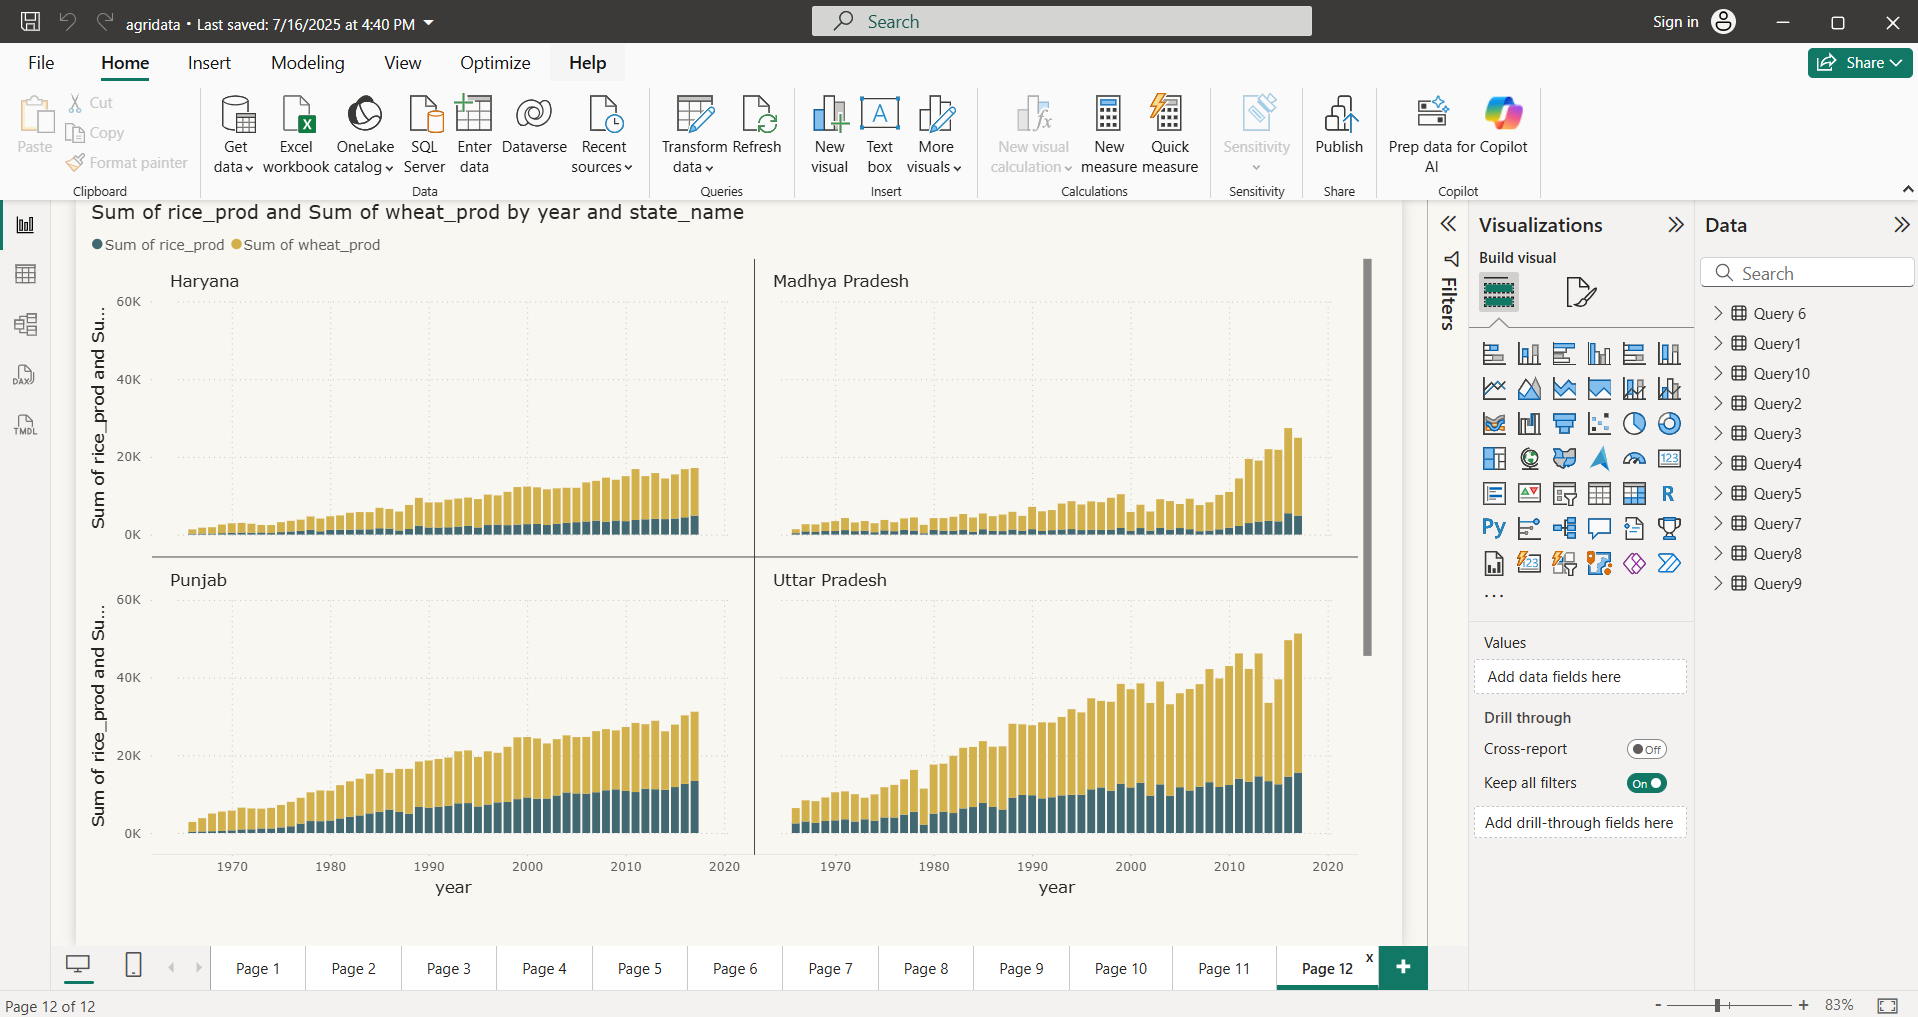 agridata • Last saved: 7/16/2025 at 4:40 PM
Search
Sign in
File
Home
Insert
Modeling
View
Optimize
Help
Share
Paste
Cut
Copy
Format painter
Clipboard
Get data
Excel workbook
OneLake catalog
SQL Server
Enter data
Dataverse
Recent sources
Data
Transform data
Refresh
Queries
New visual
Text box
More visuals
Insert
New visual calculation
New measure
Quick measure
Calculations
Sensitivity
Sensitivity
Publish
Share
Prep data for AI
Copilot
Copilot
DAX
TMDL
Sum of rice_prod and Sum of wheat_prod by year and state_name
Sum of rice_prod
Sum of wheat_prod
Haryana
Madhya Pradesh
Sum of rice_prod and Su...
60K
40K
20K
0K
Punjab
Uttar Pradesh
Sum of rice_prod and Su...
60K
40K
20K
0K
1970 1980 1990 2000 2010 2020
1970 1980 1990 2000 2010 2020
year
year
Filters
Visualizations
Build visual
123
R
Py
123
...
Values
Add data fields here
Drill through
Cross-report
Off
Keep all filters
On
Add drill-through fields here
Data
Search
Query 6
Query1
Query10
Query2
Query3
Query4
Query5
Query7
Query8
Query9
Page 1
Page 2
Page 3
Page 4
Page 5
Page 6
Page 7
Page 8
Page 9
Page 10
Page 11
Page 12
x
+
Page 12 of 12
- + 83%